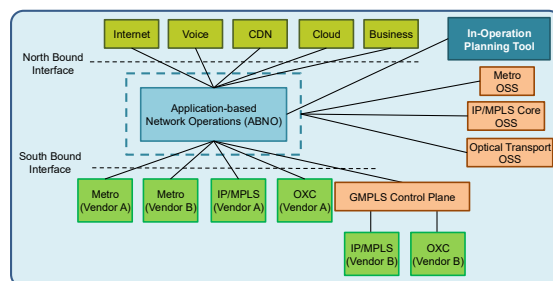 Internet
Voice
CDN
Cloud
Business
In-Operation
Planning Tool
North Bound
Interface
Metro
OSS
Application-based
Network Operations (ABNO)
IP/MPLS Core
OSS
Optical Transport
OSS
South Bound
Interface
Metro
(Vendor A)
Metro
(Vendor B)
IP/MPLS
(Vendor A)
OXC
(Vendor A)
GMPLS Control Plane
IP/MPLS
(Vendor B)
OXC
(Vendor B)